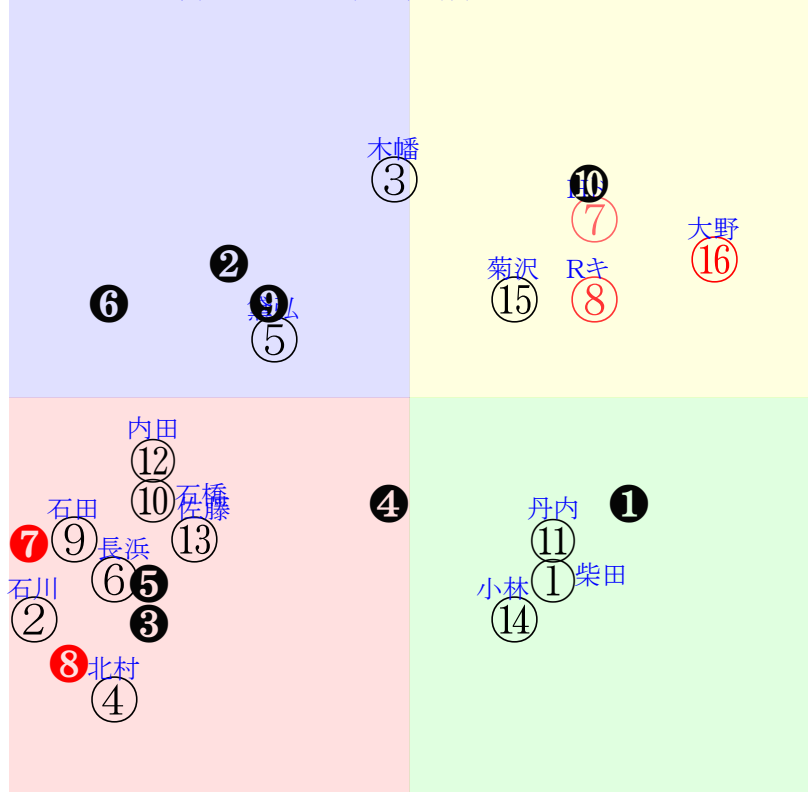 木幡
③
❿
⑦
大野
⑯
❷
菊沢
Rキ
❻
❾
⑮
⑧
⑤
内田
⑫
⑩
石橋
❹
❶
石田
佐藤
丹内
❼
⑨
⑬
⑪
長浜
⑥
❺
①
柴田
石川
小林
②
❸
⑭
❽
北村
④